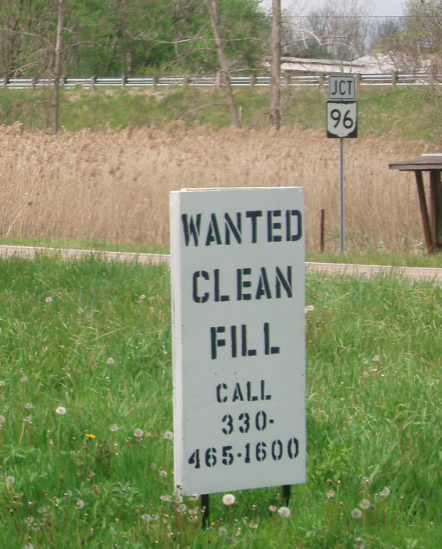 JCT
96
WANTED
CLEAN
FILL
CALL
330-
465-1600